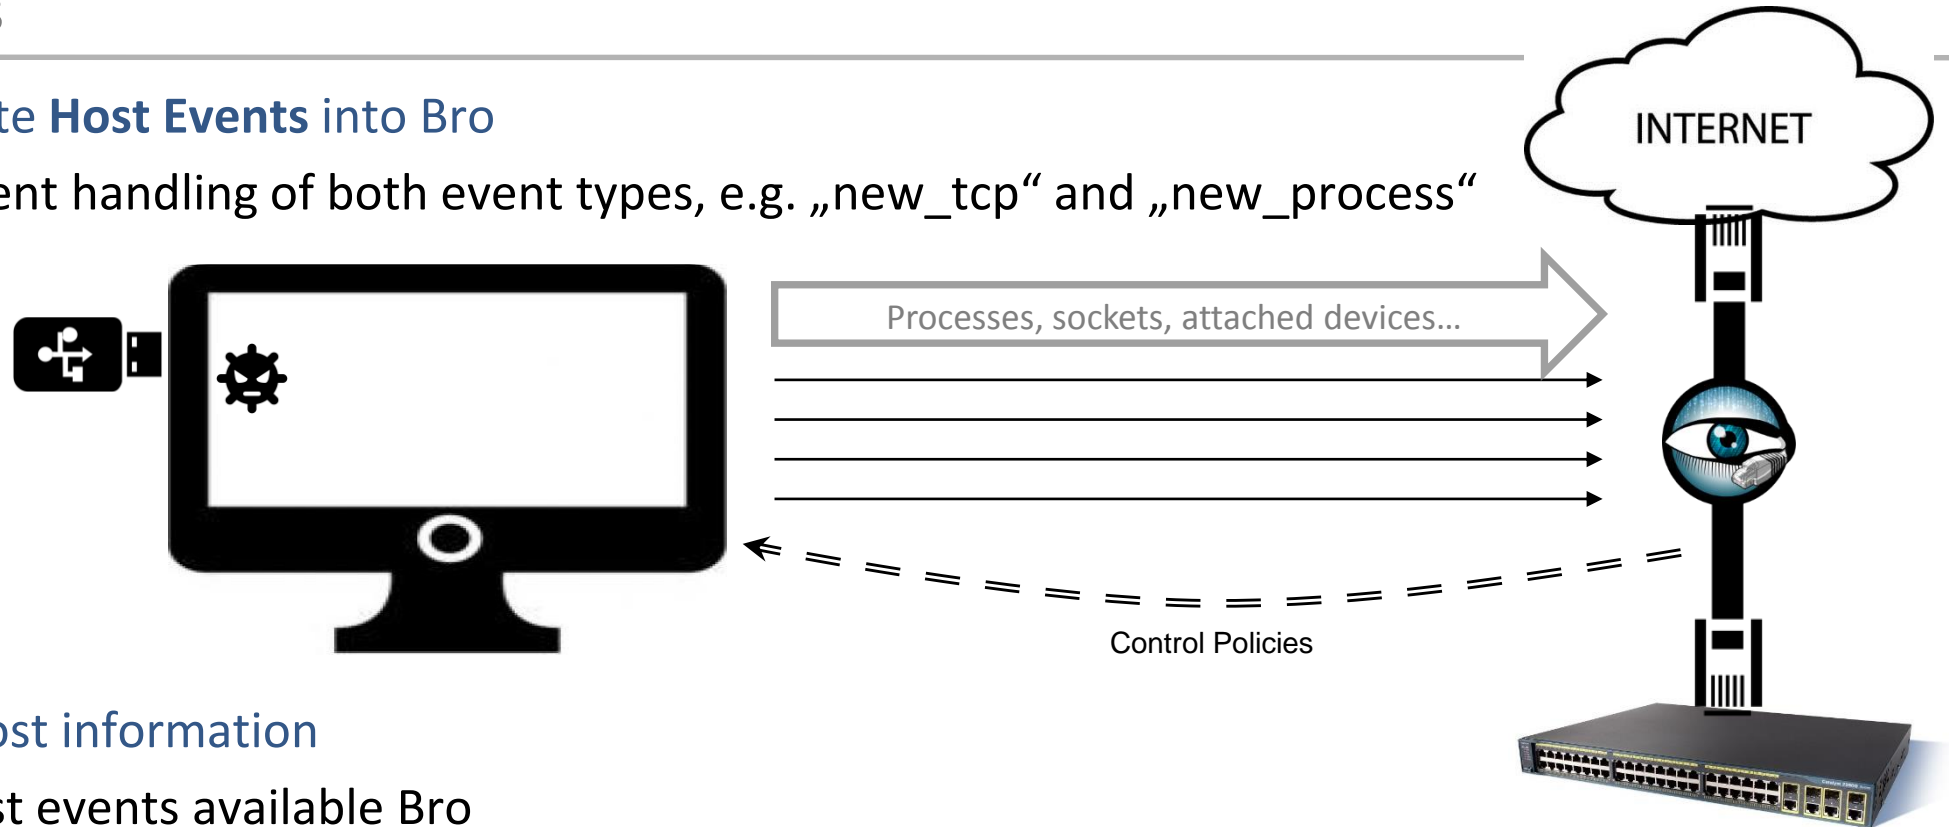 s
te Host Events into Bro
INTERNET
ent handling of both event types, e.g. „new_tcp“ and „new_process“
Processes, sockets, attached devices…
Control Policies
ost information
st events available Bro